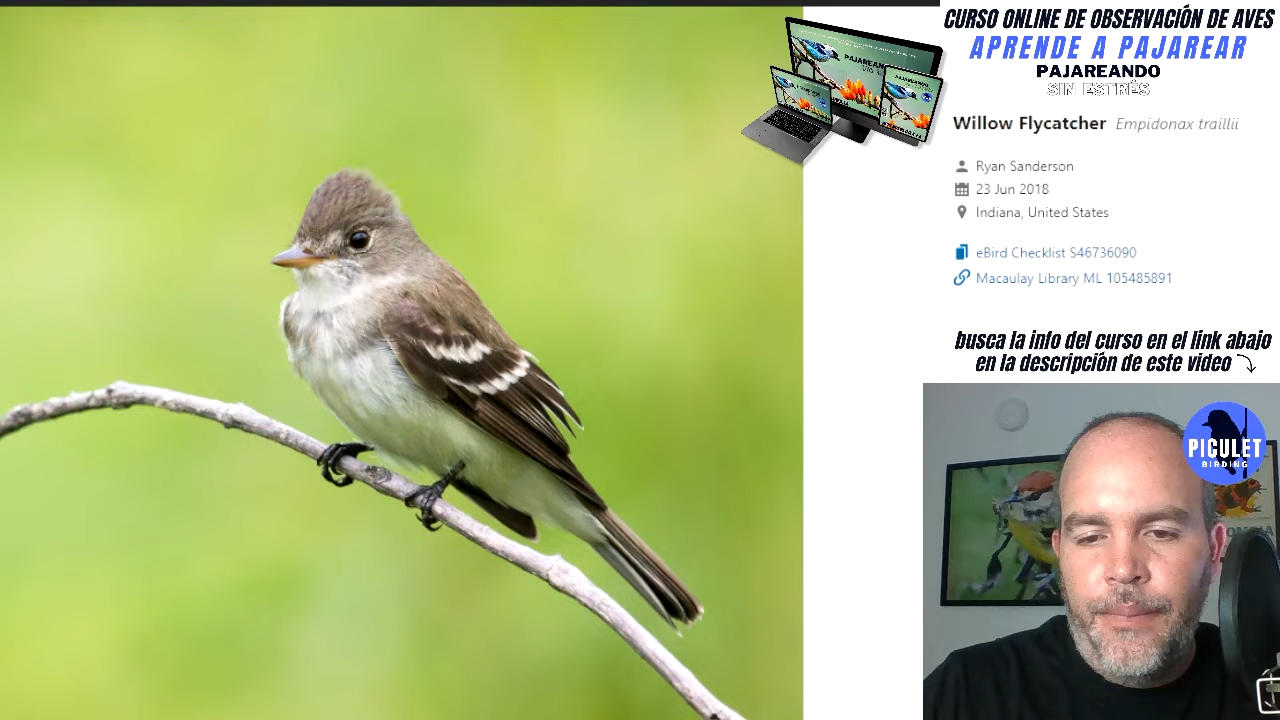 CURSO ONLINE DE OBSERVACIÓN DE AVES
APRENDE A PAJAREAR
PAJAREANDO
SIN ESTRÉS
Willow Flycatcher Empidonax traillii
Ryan Sanderson
23 Jun 2018
Indiana, United States
eBird Checklist S46736090
Macaulay Library ML 105485891
busca la info del curso en el link abajo
en la descripción de este video
PICULET
BIRDING